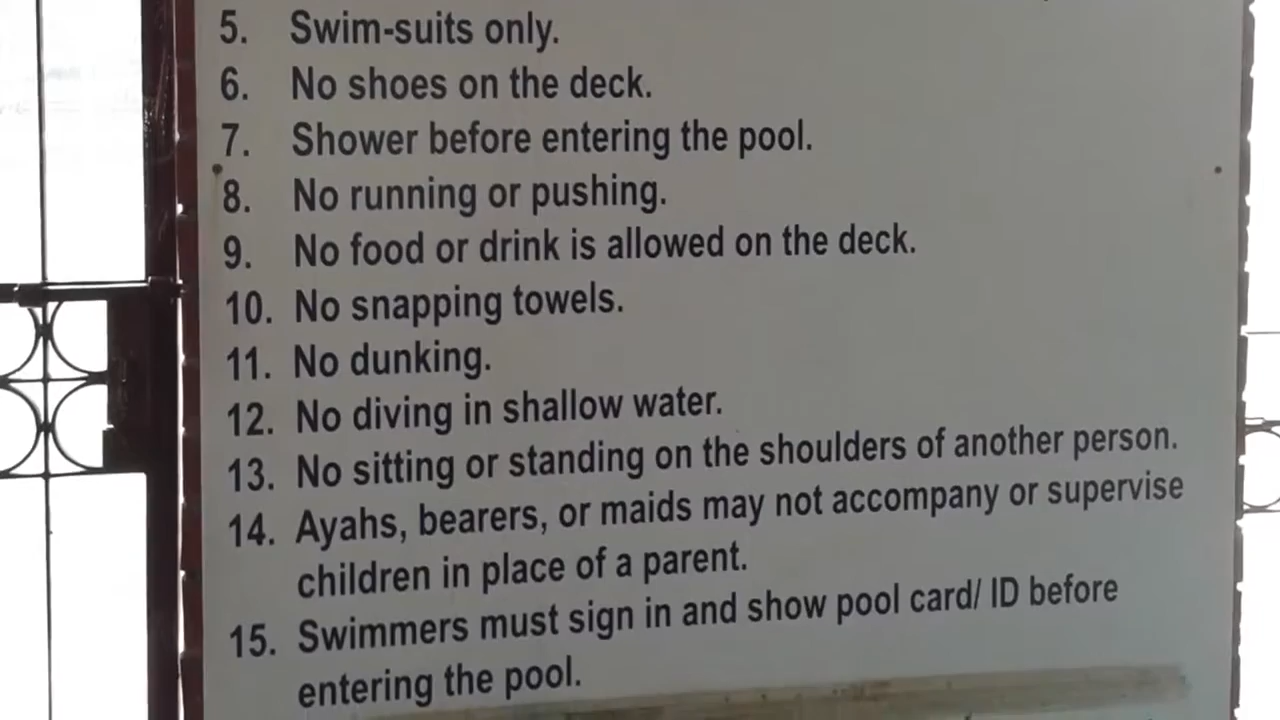 5. Swim-suits only.
6. No shoes on the deck.
7. Shower before entering the pool.
8. No running or pushing.
9. No food or drink is allowed on the deck.
10. No snapping towels.
11. No dunking.
12. No diving in shallow water.
13. No sitting or standing on the shoulders of another person.
14. Ayahs, bearers, or maids may not accompany or supervise
children in place of a parent.
15. Swimmers must sign in and show pool card/ ID before
entering the pool.